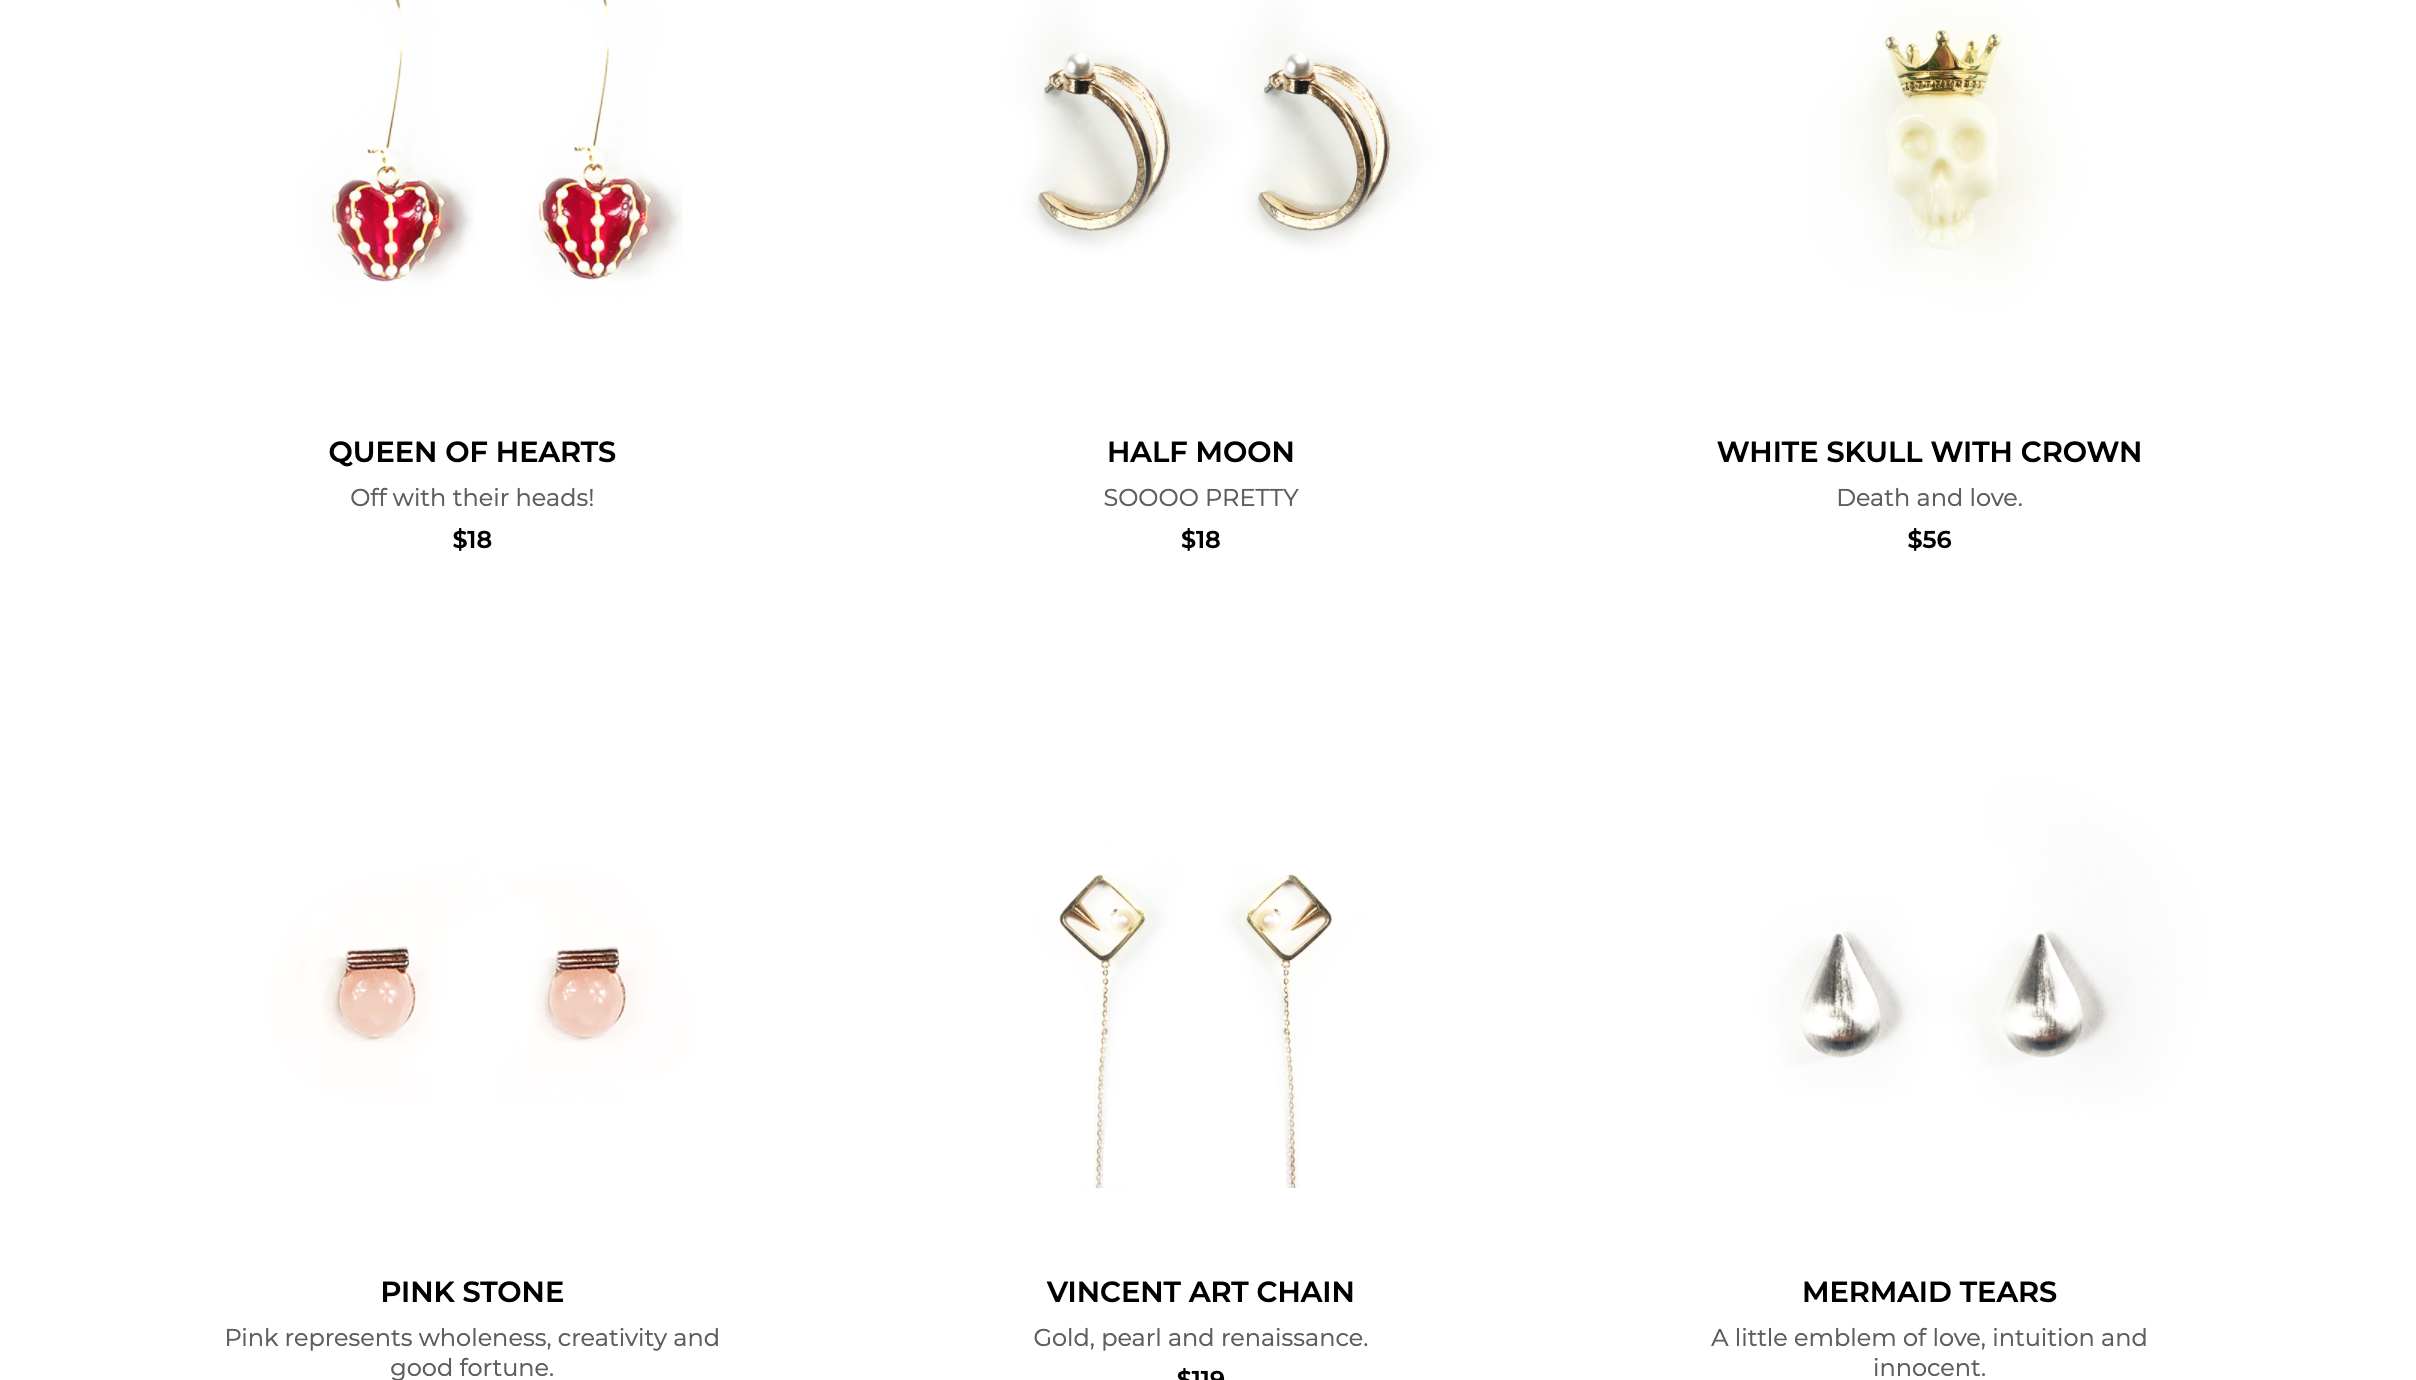 QUEEN OF HEARTS
Off with their heads!
$18
HALF MOON
SOOOO PRETTY
$18
WHITE SKULL WITH CROWN
Death and love.
$56
PINK STONE
Pink represents wholeness, creativity and
good fortune.
VINCENT ART CHAIN
Gold, pearl and renaissance.
$119
MERMAID TEARS
A little emblem of love, intuition and
innocent.